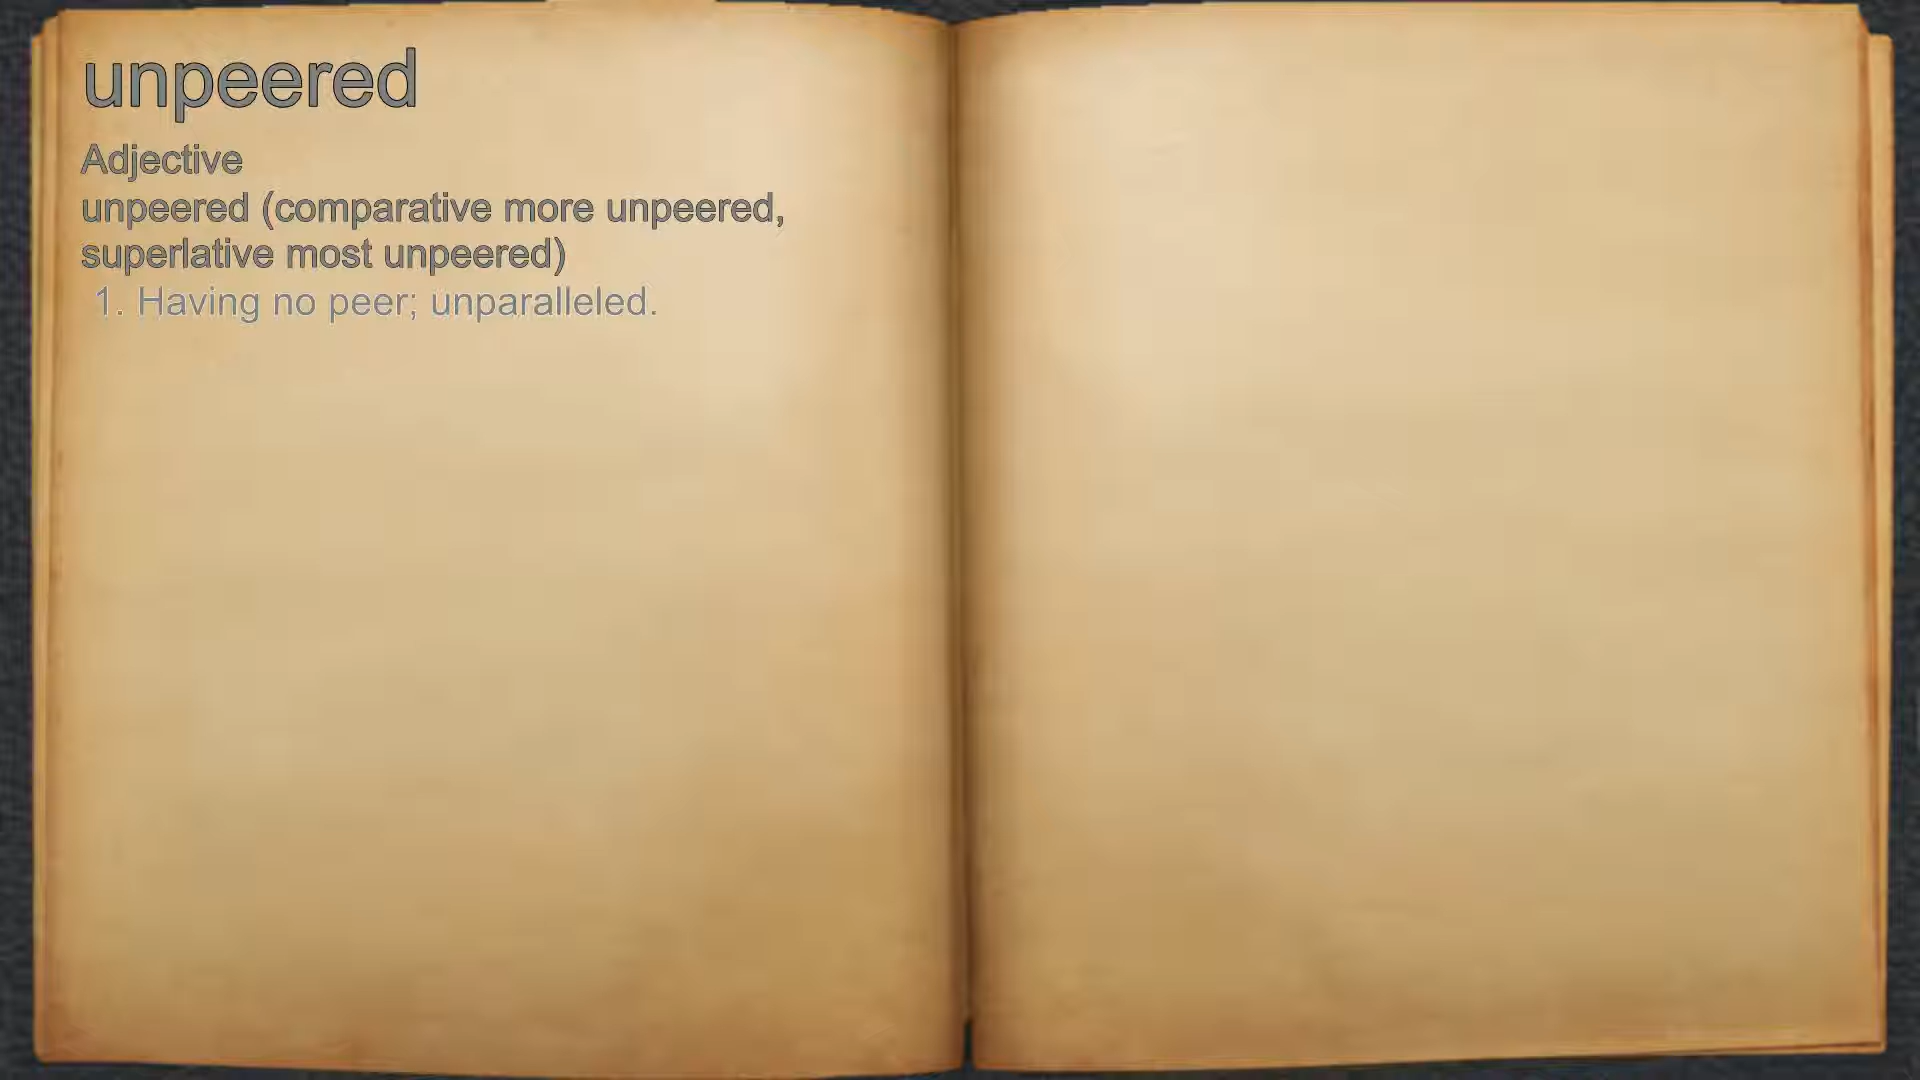 unpeered
Adjective
unpeered (comparative more unpeered,
superlative most unpeered)
1. Having no peer; unparalleled.